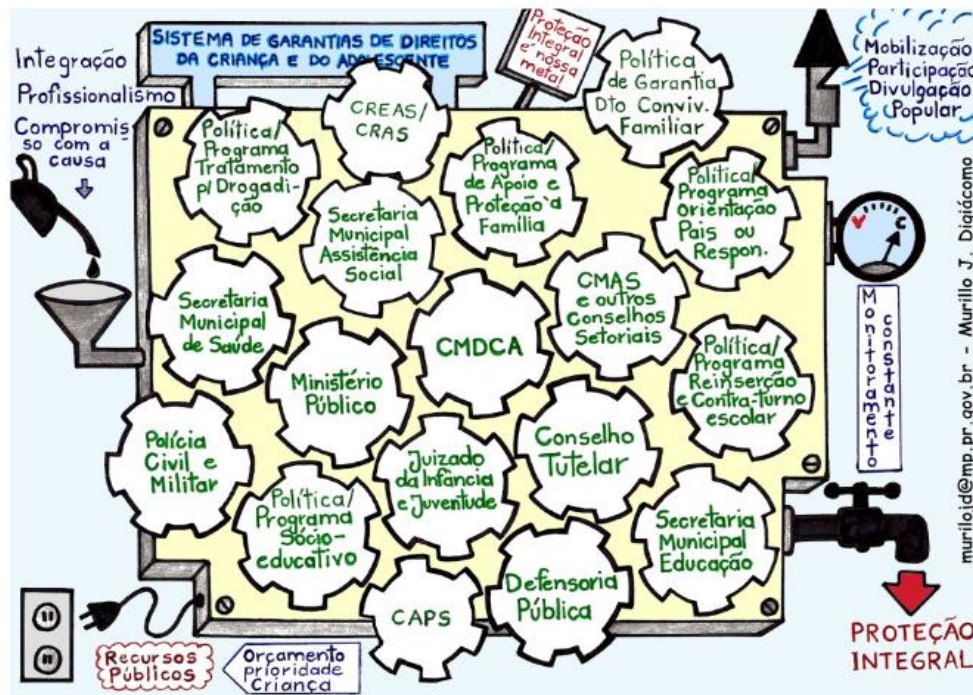 Integração
Profissionalismo
Compromis
so com a
causa
SISTEMA DE GARANTIAS DE DIREITOS
DA CRIANÇA E DO ADOLESCENTE
Proteção
Integral
é nossa
meta!
Política
de Garantia
Dto Conviv.
Familiar
Mobilização
Participação
Divulgação
Popular
Política/
Programa
Tratamento
p/ Drogadi-
ção
CREAS/
CRAS
Política/
Programa
de Apoio e
Proteção à
Família
Política/
Programa
Orientação
Pais ou
Respon.
Secretaria
Municipal
Assistência
Social
CMAS
e outros
Conselhos
Setoriais
Secretaria
Municipal
de Saúde
CMDCA
Ministério
Público
Política/
Programa
Reinserção
e Contra-turno
escolar
Monitoramento
constante
Polícia
Civil e
Militar
Juizado
da Infância
e Juventude
Conselho
Tutelar
Política/
Programa
Sócio-
educativo
Secretaria
Municipal
Educação
CAPS
Defensoria
Pública
Recursos
Públicos
Orçamento
prioridade
Criança
PROTEÇÃO
INTEGRAL
murilojd@mp.pr.gov.br - Murillo J. Digiácomo